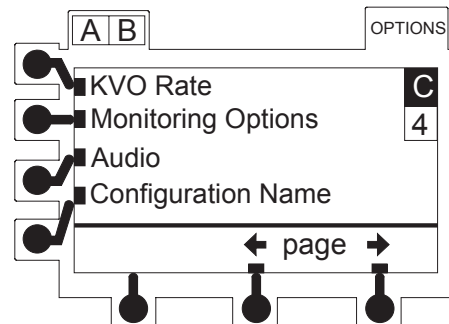 A B
OPTIONS
KVO Rate
C
Monitoring Options
4
Audio
Configuration Name
page